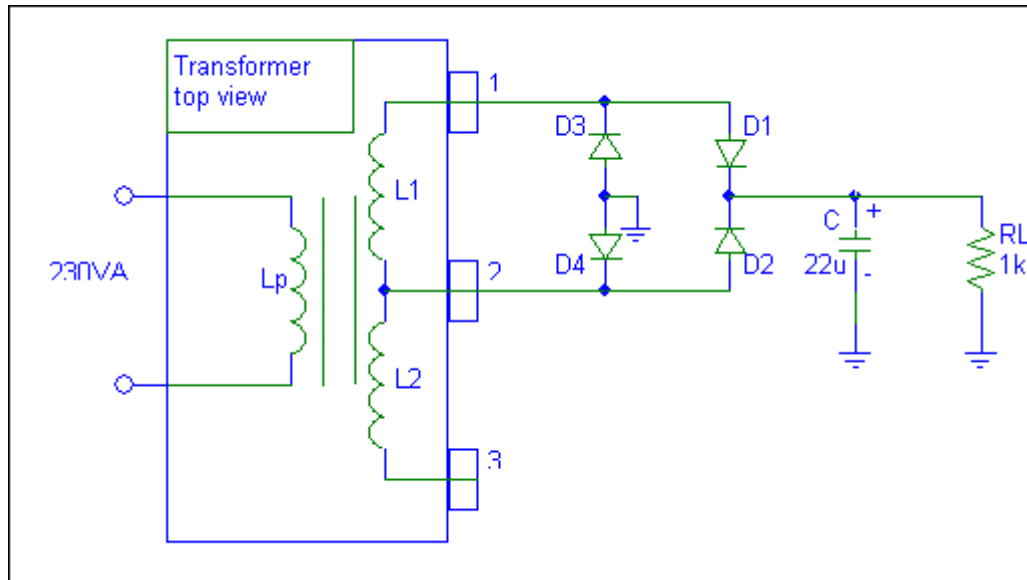 Transformer
top view
1
D3
D1
L1
C
+
RL
230VA
Lp
2
D4
D2
22u
-
1k
L2
3